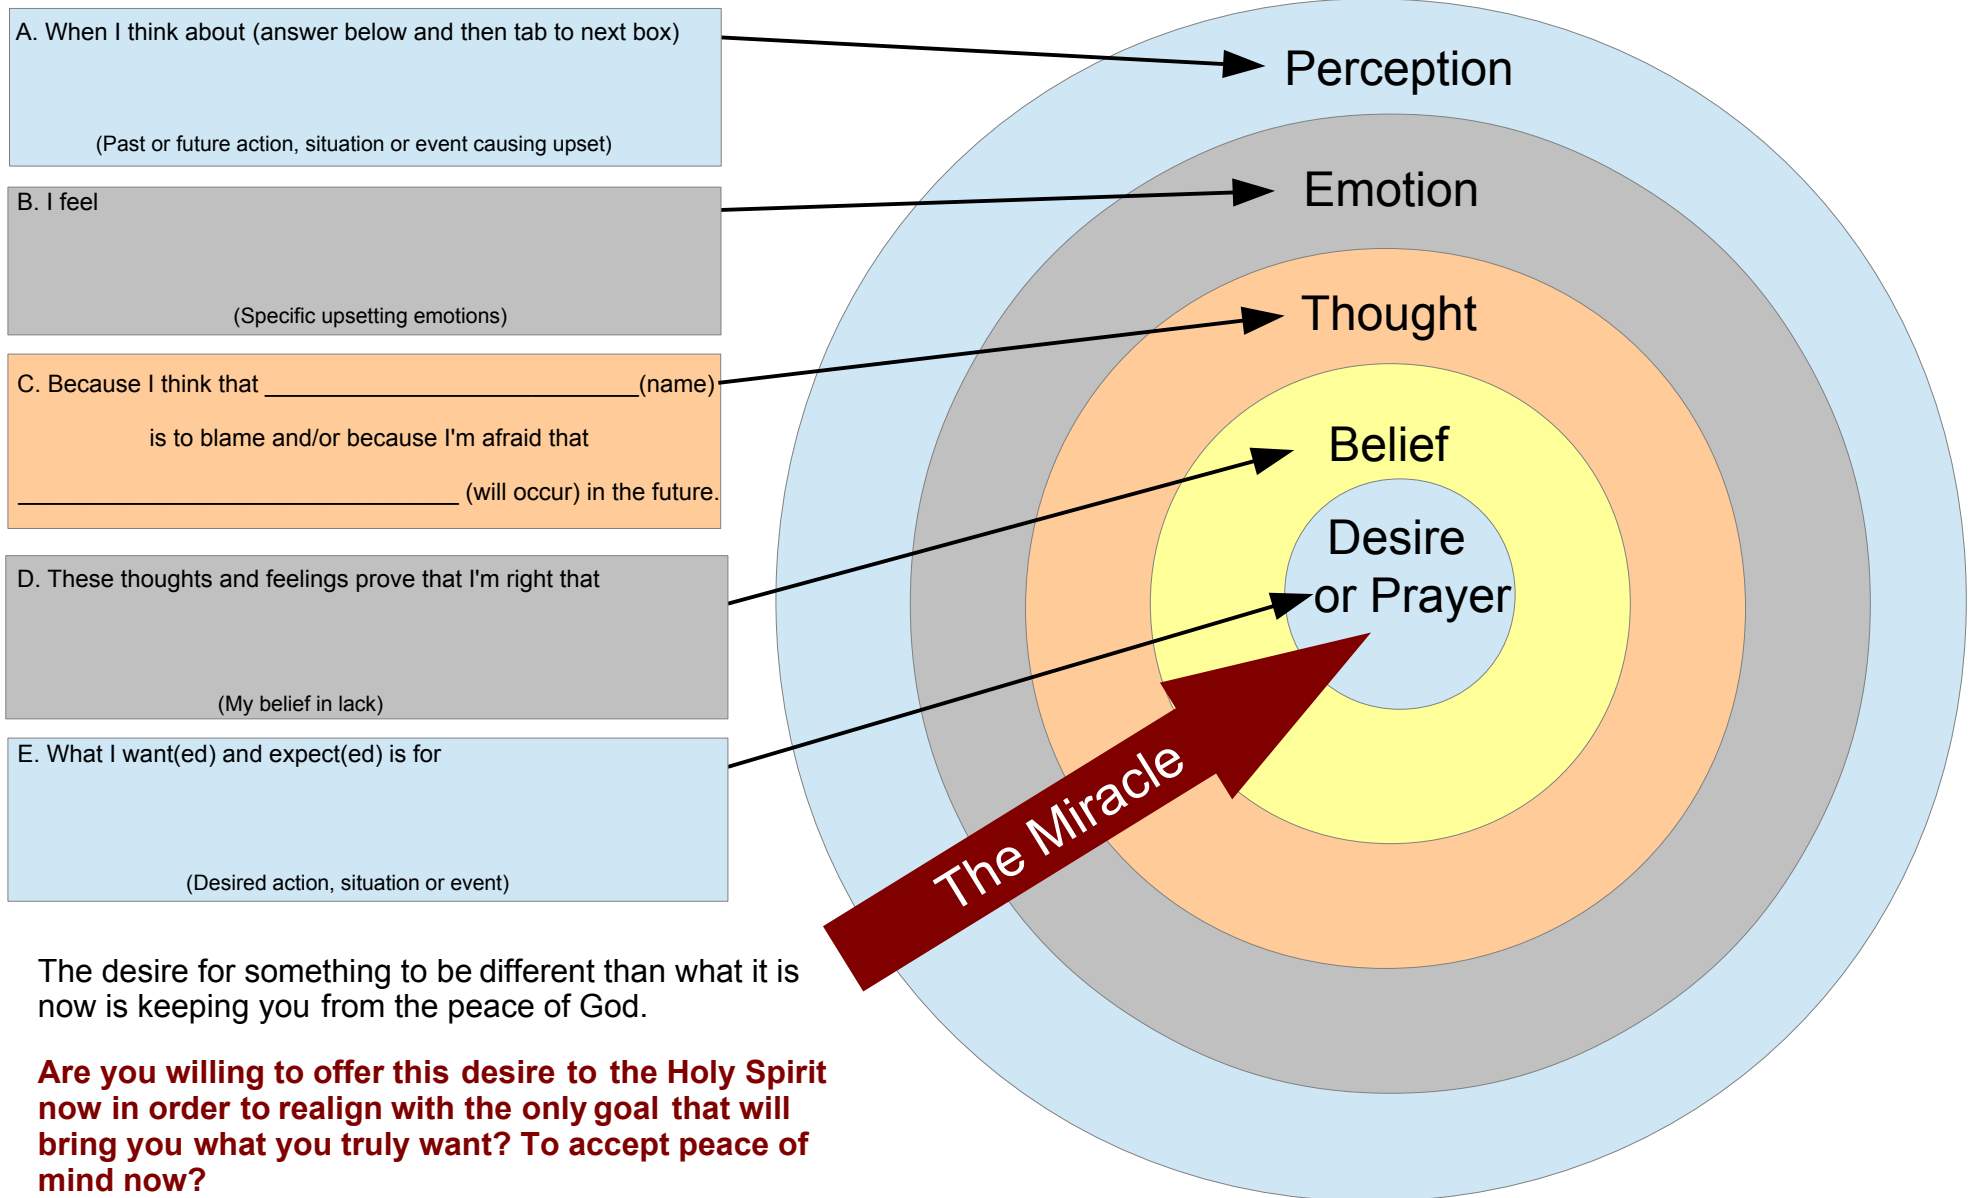 A. When I think about (answer below and then tab to next box)
(Past or future action, situation or event causing upset)
B. I feel
(Specific upsetting emotions)
C. Because I think that ____________________________(name)
is to blame and/or because I'm afraid that
_________________________________ (will occur) in the future.
D. These thoughts and feelings prove that I'm right that
(My belief in lack)
E. What I want(ed) and expect(ed) is for
(Desired action, situation or event)
The desire for something to be different than what it is
now is keeping you from the peace of God.
Are you willing to offer this desire to the Holy Spirit
now in order to realign with the only goal that will
bring you what you truly want? To accept peace of
mind now?
Perception
Emotion
Thought
Belief
Desire
or Prayer
The Miracle